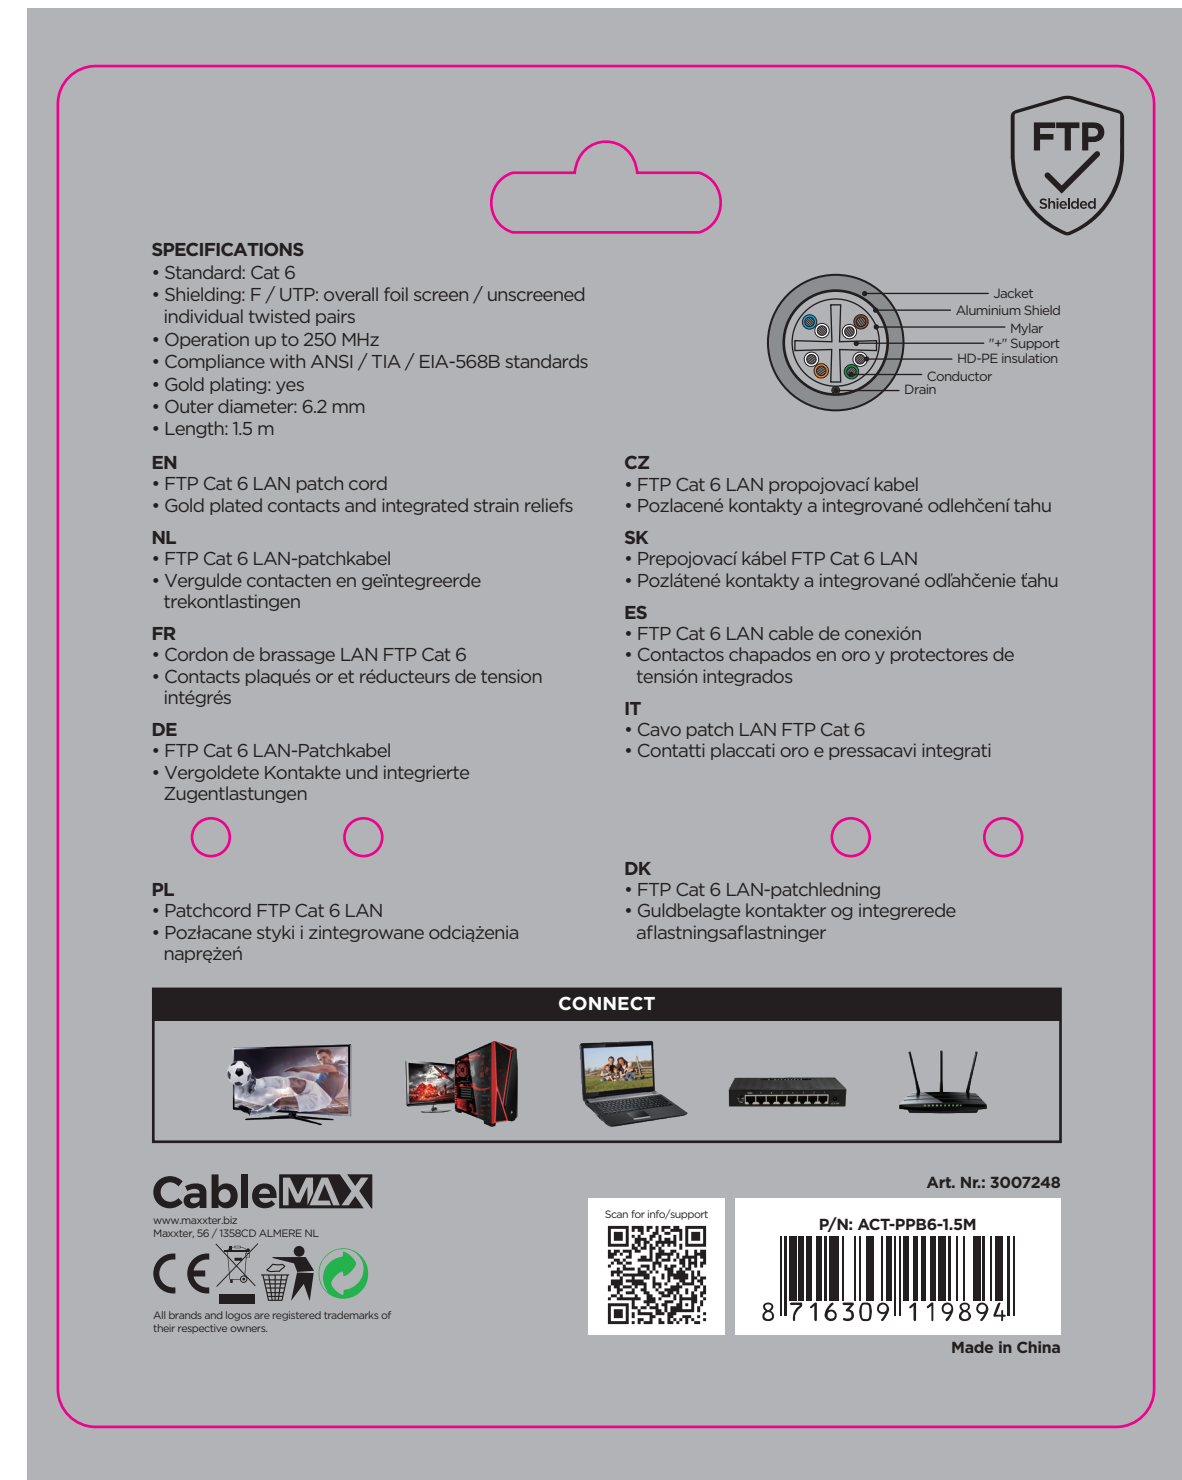 FTP
Shielded
SPECIFICATIONS
• Standard: Cat 6
• Shielding: F / UTP: overall foil screen / unscreened
individual twisted pairs
• Operation up to 250 MHz
• Compliance with ANSI / TIA / EIA-568B standards
• Gold plating: yes
• Outer diameter: 6.2 mm
• Length: 1.5 m
Jacket
Aluminium Shield
Mylar
"+" Support
HD-PE insulation
Conductor
Drain
EN
• FTP Cat 6 LAN patch cord
• Gold plated contacts and integrated strain reliefs
NL
• FTP Cat 6 LAN-patchkabel
• Vergulde contacten en geïntegreerde
trekontlastingen
FR
• Cordon de brassage LAN FTP Cat 6
• Contacts plaqués or et réducteurs de tension
intégrés
DE
• FTP Cat 6 LAN-Patchkabel
• Vergoldete Kontakte und integrierte
Zugentlastungen
PL
• Patchcord FTP Cat 6 LAN
• Pozłacane styki i zintegrowane odciążenia
naprężeń
CZ
• FTP Cat 6 LAN propojovací kabel
• Pozlacené kontakty a integrované odlehčení tahu
SK
• Prepojovací kábel FTP Cat 6 LAN
• Pozlátené kontakty a integrované odľahčenie ťahu
ES
• FTP Cat 6 LAN cable de conexión
• Contactos chapados en oro y protectores de
tensión integrados
IT
• Cavo patch LAN FTP Cat 6
• Contatti placcati oro e pressacavi integrati
DK
• FTP Cat 6 LAN-patchledning
• Guldbelagte kontakter og integrerede
aflastningsaflastninger
CONNECT
CableMAX
www.maxxter.biz
Maxxter, 56 / 1358CD ALMERE NL
CE
All brands and logos are registered trademarks of
their respective owners.
Scan for info/support
Art. Nr.: 3007248
P/N: ACT-PPB6-1.5M
8 716309 119894
Made in China